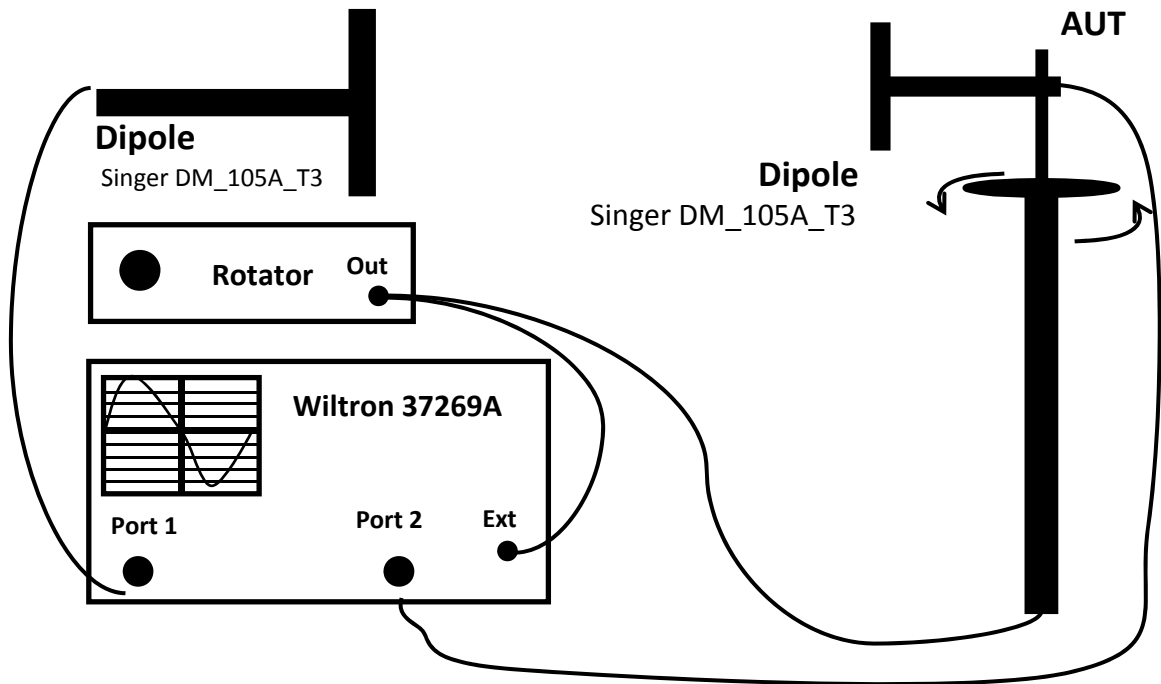 AUT
Dipole
Singer DM_105A_T3
Dipole
Singer DM_105A_T3
Rotator
Out
Wiltron 37269A
Port 1
Port 2
Ext